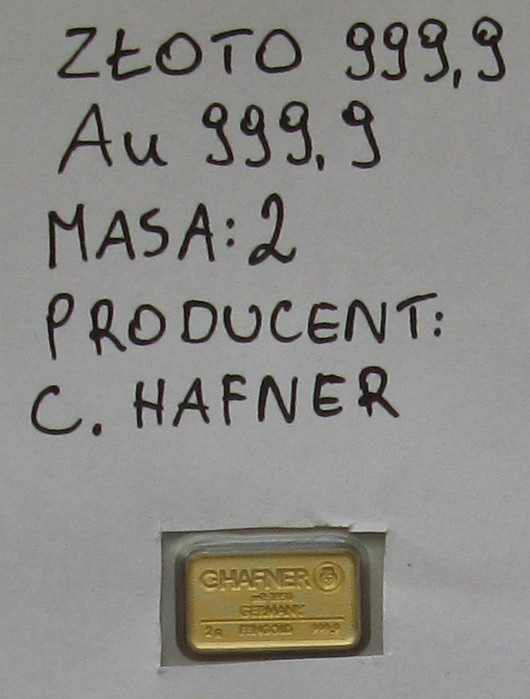 ZŁOTO 999,9
Au 999,9
MASA: 2
PRODUCENT:
C. HAFNER
C·HAFNER
GERMANY
2g FEINGOLD 999,9